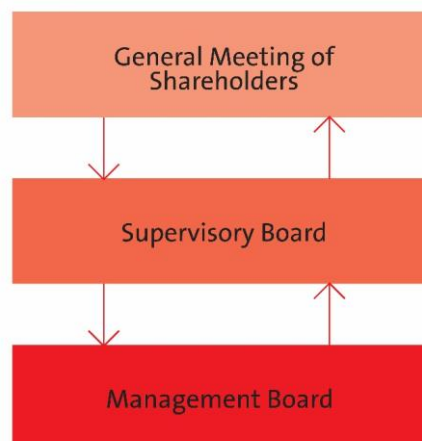 General Meeting of
Shareholders
Supervisory Board
Management Board